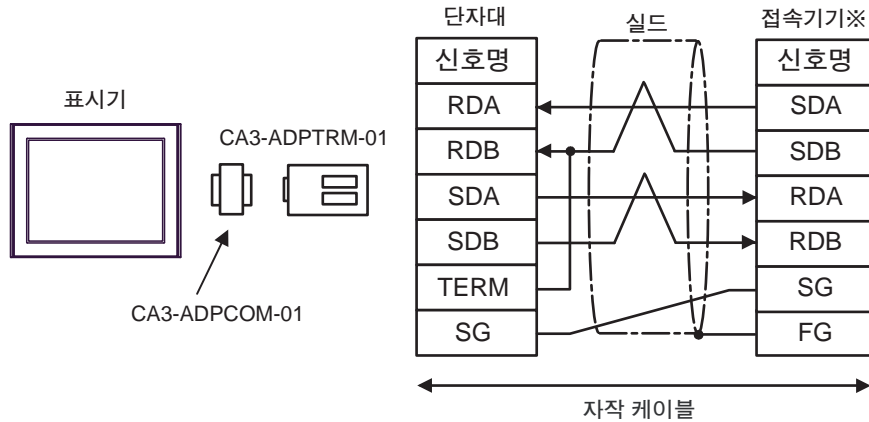 표시기
CA3-ADPTRM-01
CA3-ADPCOM-01
단자대
실드
접속기기※
신호명
신호명
RDA
SDA
RDB
SDB
SDA
RDA
SDB
RDB
TERM
SG
SG
FG
자작 케이블